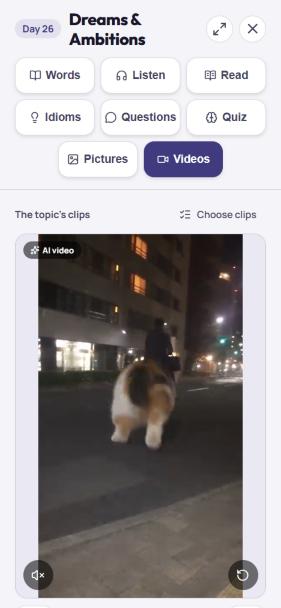 Day 26
Dreams &
Ambitions
Words
Listen
Read
Idioms
Questions
Quiz
Pictures
Videos
The topic's clips
Choose clips
AI video